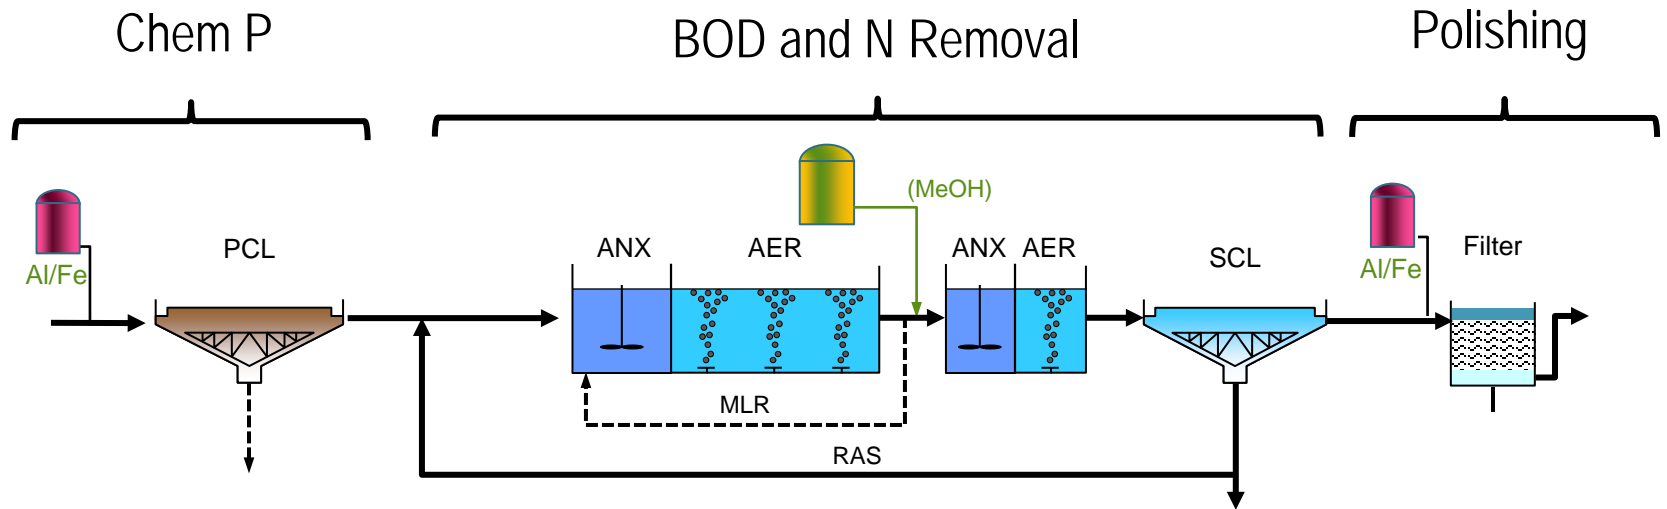 Chem P
BOD and N Removal
Polishing
(MeOH)
Al/Fe
PCL
ANX
AER
ANX
AER
SCL
Al/Fe
Filter
MLR
RAS